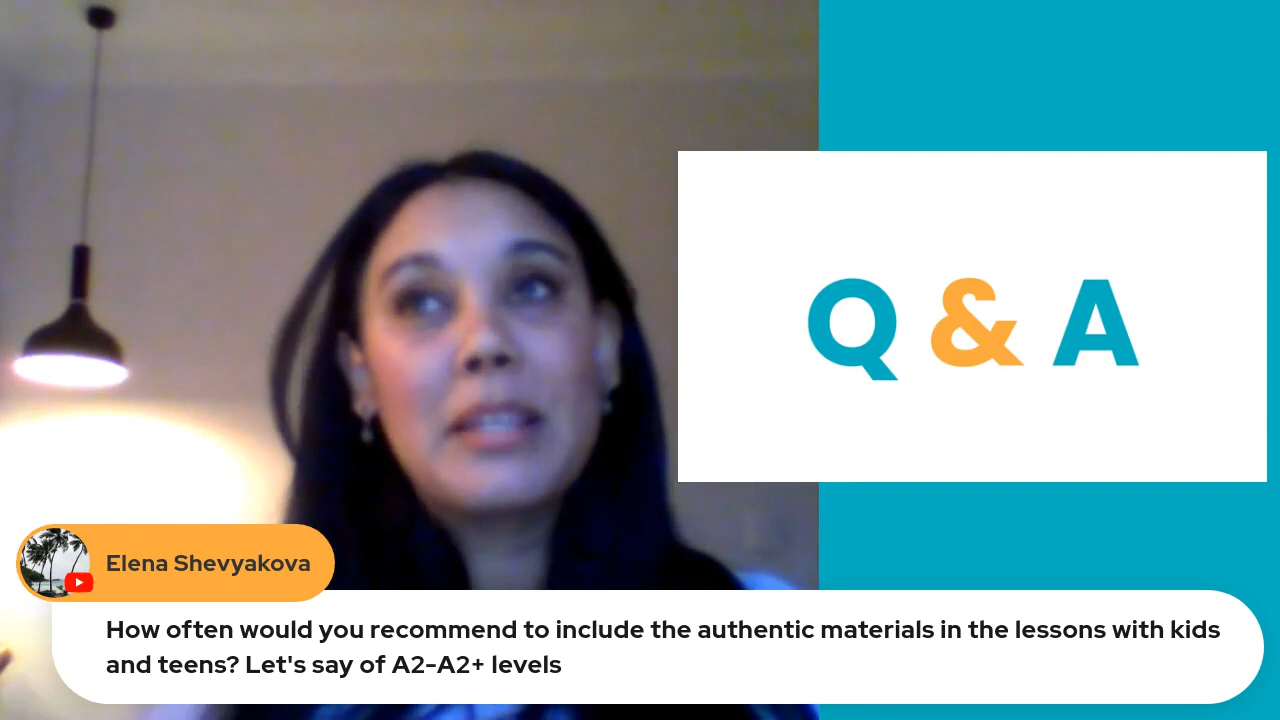 Q & A
Elena Shevyakova
How often would you recommend to include the authentic materials in the lessons with kids
and teens? Let's say of A2-A2+ levels